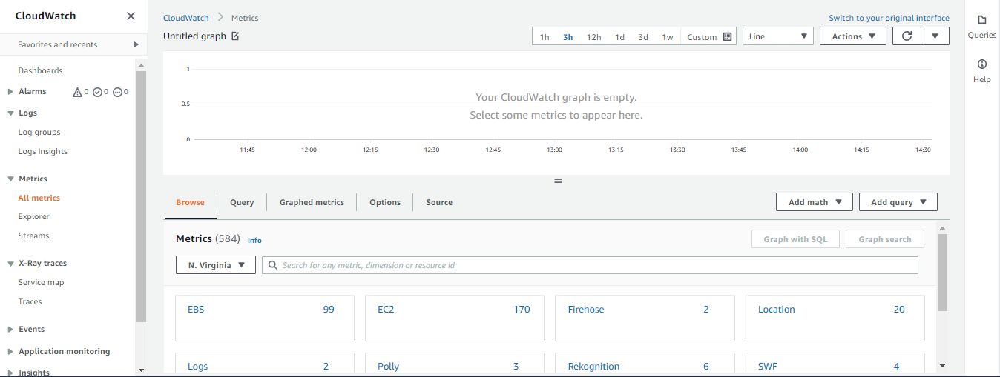 CloudWatch
Favorites and recents
Dashboards
Alarms 0 0 0
Logs
Log groups
Logs Insights
Metrics
All metrics
Explorer
Streams
X-Ray traces
Service map
Traces
Events
Application monitoring
Insights
CloudWatch > Metrics
Switch to your original interface
Untitled graph
1h 3h 12h 1d 3d 1w Custom Line Actions
1
0.5
0
Your CloudWatch graph is empty.
Select some metrics to appear here.
11:45 12:00 12:15 12:30 12:45 13:00 13:15 13:30 13:45 14:00 14:15 14:30
Browse Query Graphed metrics Options Source Add math Add query
Metrics (584) Info Graph with SQL Graph search
N. Virginia Search for any metric, dimension or resource id
EBS 99 EC2 170 Firehose 2 Location 20
Logs 2 Polly 3 Rekognition 6 SWF 4
Queries
Help